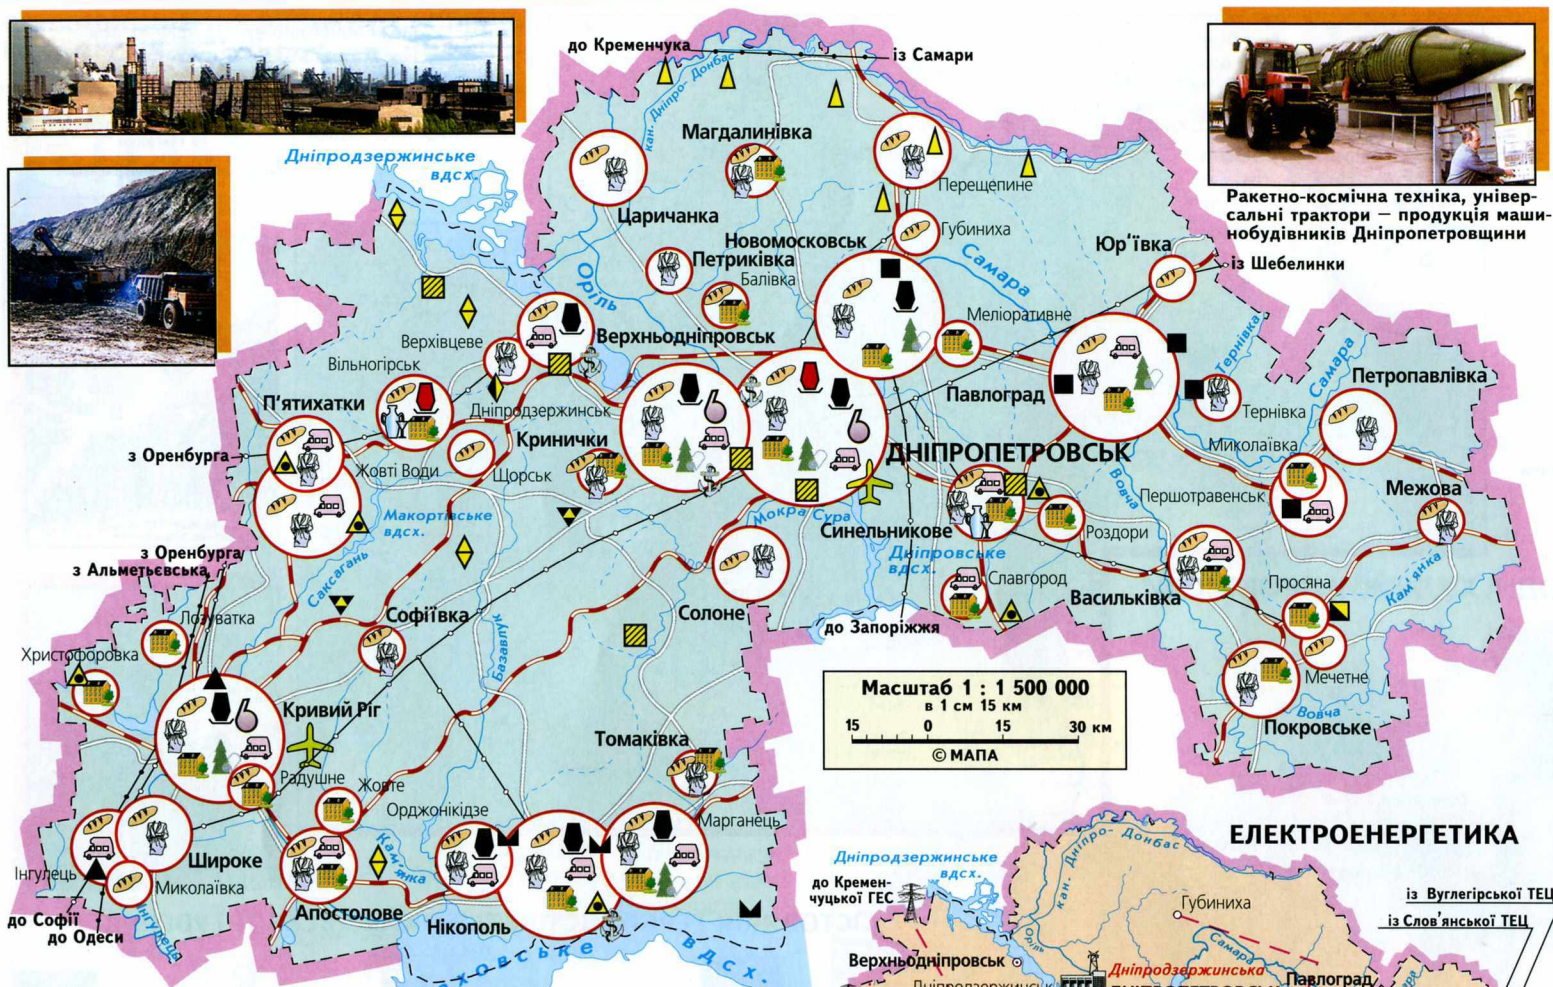 до Кременчука
із Самари
кан. Дніпро-Донбас
Магдалинівка
Дніпродзержинське
вдсх.
Перещепине
Царичанка
Ракетно-космічна техніка, універ-
сальні трактори — продукція маши-
нобудівників Дніпропетровщини
Губиниха
Новомосковськ
Юр'ївка
Петриківка
Самара
із Шебелинки
Балівка
Оріль
Меліоративне
Верхньодніпровськ
Верхівцеве
Тернівка
Самара
Вільногірськ
Петропавлівка
Павлоград
П'ятихатки
Дніпродзержинськ
Тернівка
Кринички
Миколаївка
з Оренбурга
ДНІПРОПЕТРОВСЬК
Жовті Води
Щорськ
Вовча
Першотравенськ
Межова
Макортівське
вдсх.
Мокра Сура
Синельникове
Роздори
з Оренбурга
з Альметьєвська
Дніпровське
вдсх.
Саксагань
Славгород
Просяна
Кам'янка
Васильківка
Софіївка
Солоне
Лозуватка
до Запоріжжя
Базавлук
Христофорівка
Мечетне
Масштаб 1 : 1 500 000
в 1 см 15 км
15 0 15 30 км
© МАПА
Кривий Ріг
Вовча
Покровське
Томаківка
Радушне
Жовте
Орджонікідзе
Марганець
ЕЛЕКТРОЕНЕРГЕТИКА
Широке
Кам'янка
Інгулець
Миколаївка
Дніпродзержинське
вдсх.
кан. Дніпро-Донбас
до Кремен-
чуцької ГЕС
із Вуглегірської ТЕЦ
Губиниха
Апостолове
до Софії
до Одеси
Інгулець
Нікополь
із Слов'янської ТЕЦ
Оріль
Самара
ховське вдсх.
Верхньодніпровськ
Дніпродзержинська
Павлоград
Дніпродзержинськ
ДНІПРОПЕТРОВСЬК